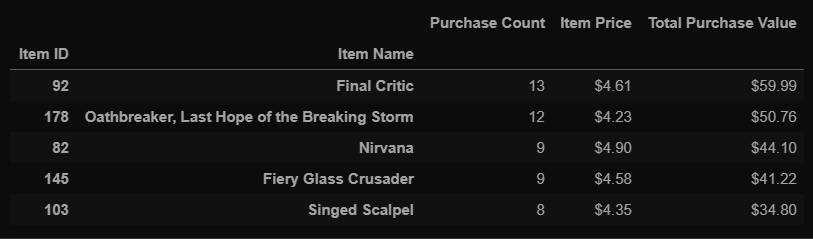 Purchase Count Item Price Total Purchase Value
Item ID Item Name
92 Final Critic 13 $4.61 $59.99
178 Oathbreaker, Last Hope of the Breaking Storm 12 $4.23 $50.76
82 Nirvana 9 $4.90 $44.10
145 Fiery Glass Crusader 9 $4.58 $41.22
103 Singed Scalpel 8 $4.35 $34.80